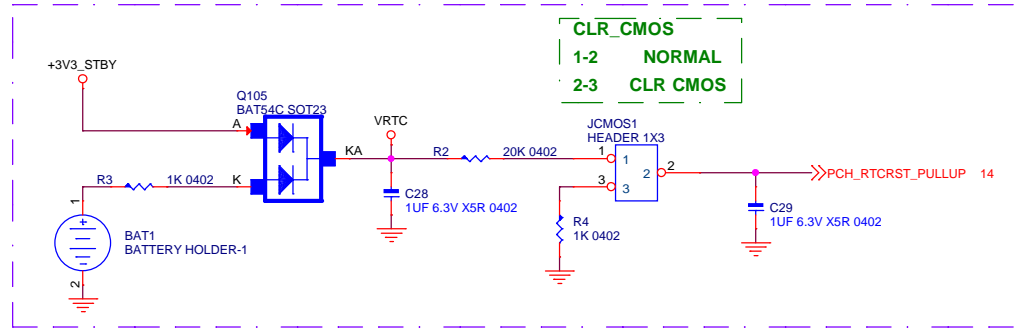 CLR_CMOS
1-2 NORMAL
2-3 CLR CMOS
+3V3_STBY
Q105
BAT54C SOT23
A
K
KA
VRTC
R3 1K 0402
R2 20K 0402
C28
1UF 6.3V X5R 0402
JCMOS1
HEADER 1X3
1
1
2
2
3
3
R4
1K 0402
PCH_RTCRST_PULLUP 14
C29
1UF 6.3V X5R 0402
1
+
BAT1
BATTERY HOLDER-1
2